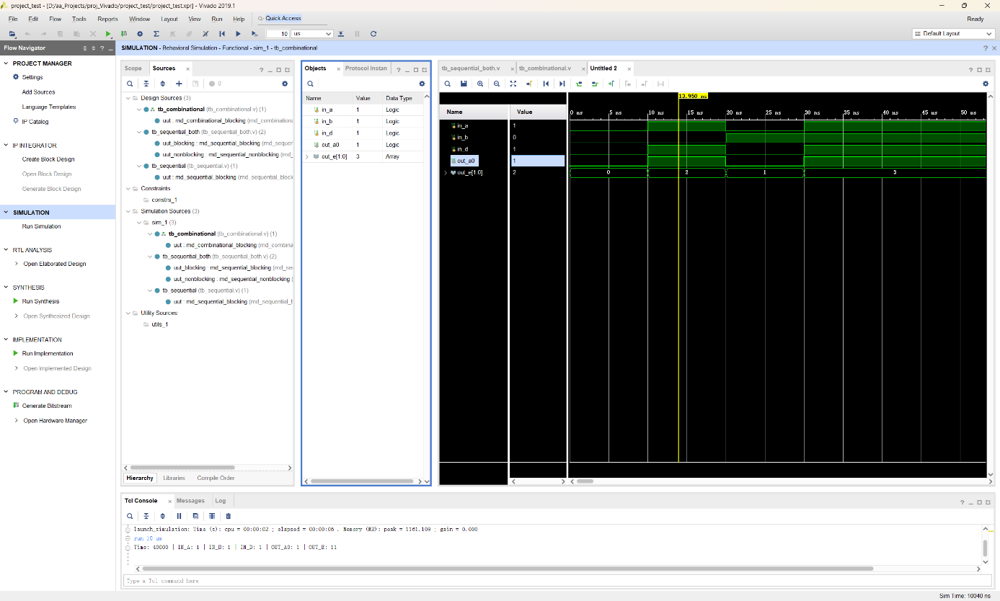 project_test - [D:/aa_Projects/proj_Vivado/project_test/project_test.xpr] - Vivado 2019.1
File Edit Flow Tools Reports Window Layout View Run Help Quick Access Ready
10 us Default Layout
Flow Navigator
SIMULATION - Behavioral Simulation - Functional - sim_1 - tb_combinational
PROJECT MANAGER
Settings
Add Sources
Language Templates
IP Catalog
IP INTEGRATOR
Create Block Design
Open Block Design
Generate Block Design
SIMULATION
Run Simulation
RTL ANALYSIS
Open Elaborated Design
SYNTHESIS
Run Synthesis
Open Synthesized Design
IMPLEMENTATION
Run Implementation
Open Implemented Design
PROGRAM AND DEBUG
Generate Bitstream
Open Hardware Manager
Scope Sources
0
Design Sources (3)
tb_combinational (tb_combinational.v) (1)
uut : md_combinational_blocking (md_combinationa
tb_sequential_both (tb_sequential_both.v) (2)
uut_blocking : md_sequential_blocking (md_sequen
uut_nonblocking : md_sequential_nonblocking (md_
tb_sequential (tb_sequential.v) (1)
uut : md_sequential_blocking (md_sequential_block
Constraints
constrs_1
Simulation Sources (3)
sim_1 (3)
tb_combinational (tb_combinational.v) (1)
uut : md_combinational_blocking (md_combina
tb_sequential_both (tb_sequential_both.v) (2)
uut_blocking : md_sequential_blocking (md_se
uut_nonblocking : md_sequential_nonblocking (
tb_sequential (tb_sequential.v) (1)
uut : md_sequential_blocking (md_sequential_b
Utility Sources
utils_1
Hierarchy Libraries Compile Order
Objects Protocol Instan
Name Value Data Type
in_a 1 Logic
in_b 1 Logic
in_d 1 Logic
out_a0 1 Logic
out_e[1:0] 3 Array
tb_sequential_both.v tb_combinational.v Untitled 2
13.950 ns
Name Value
0 ns 5 ns 10 ns 15 ns 20 ns 25 ns 30 ns 35 ns 40 ns 45 ns 50 ns
in_a 1
in_b 0
in_d 1
out_a0 1
out_e[1:0] 2 0 2 1 3
Tcl Console Messages Log
launch_simulation: Time (s): cpu = 00:00:02 ; elapsed = 00:00:06 . Memory (MB): peak = 1161.109 ; gain = 0.000
run 10 us
Time: 40000 | IN_A: 1 | IN_B: 1 | IN_D: 1 | OUT_A0: 1 | OUT_E: 11
Type a Tcl command here
Sim Time: 10040 ns